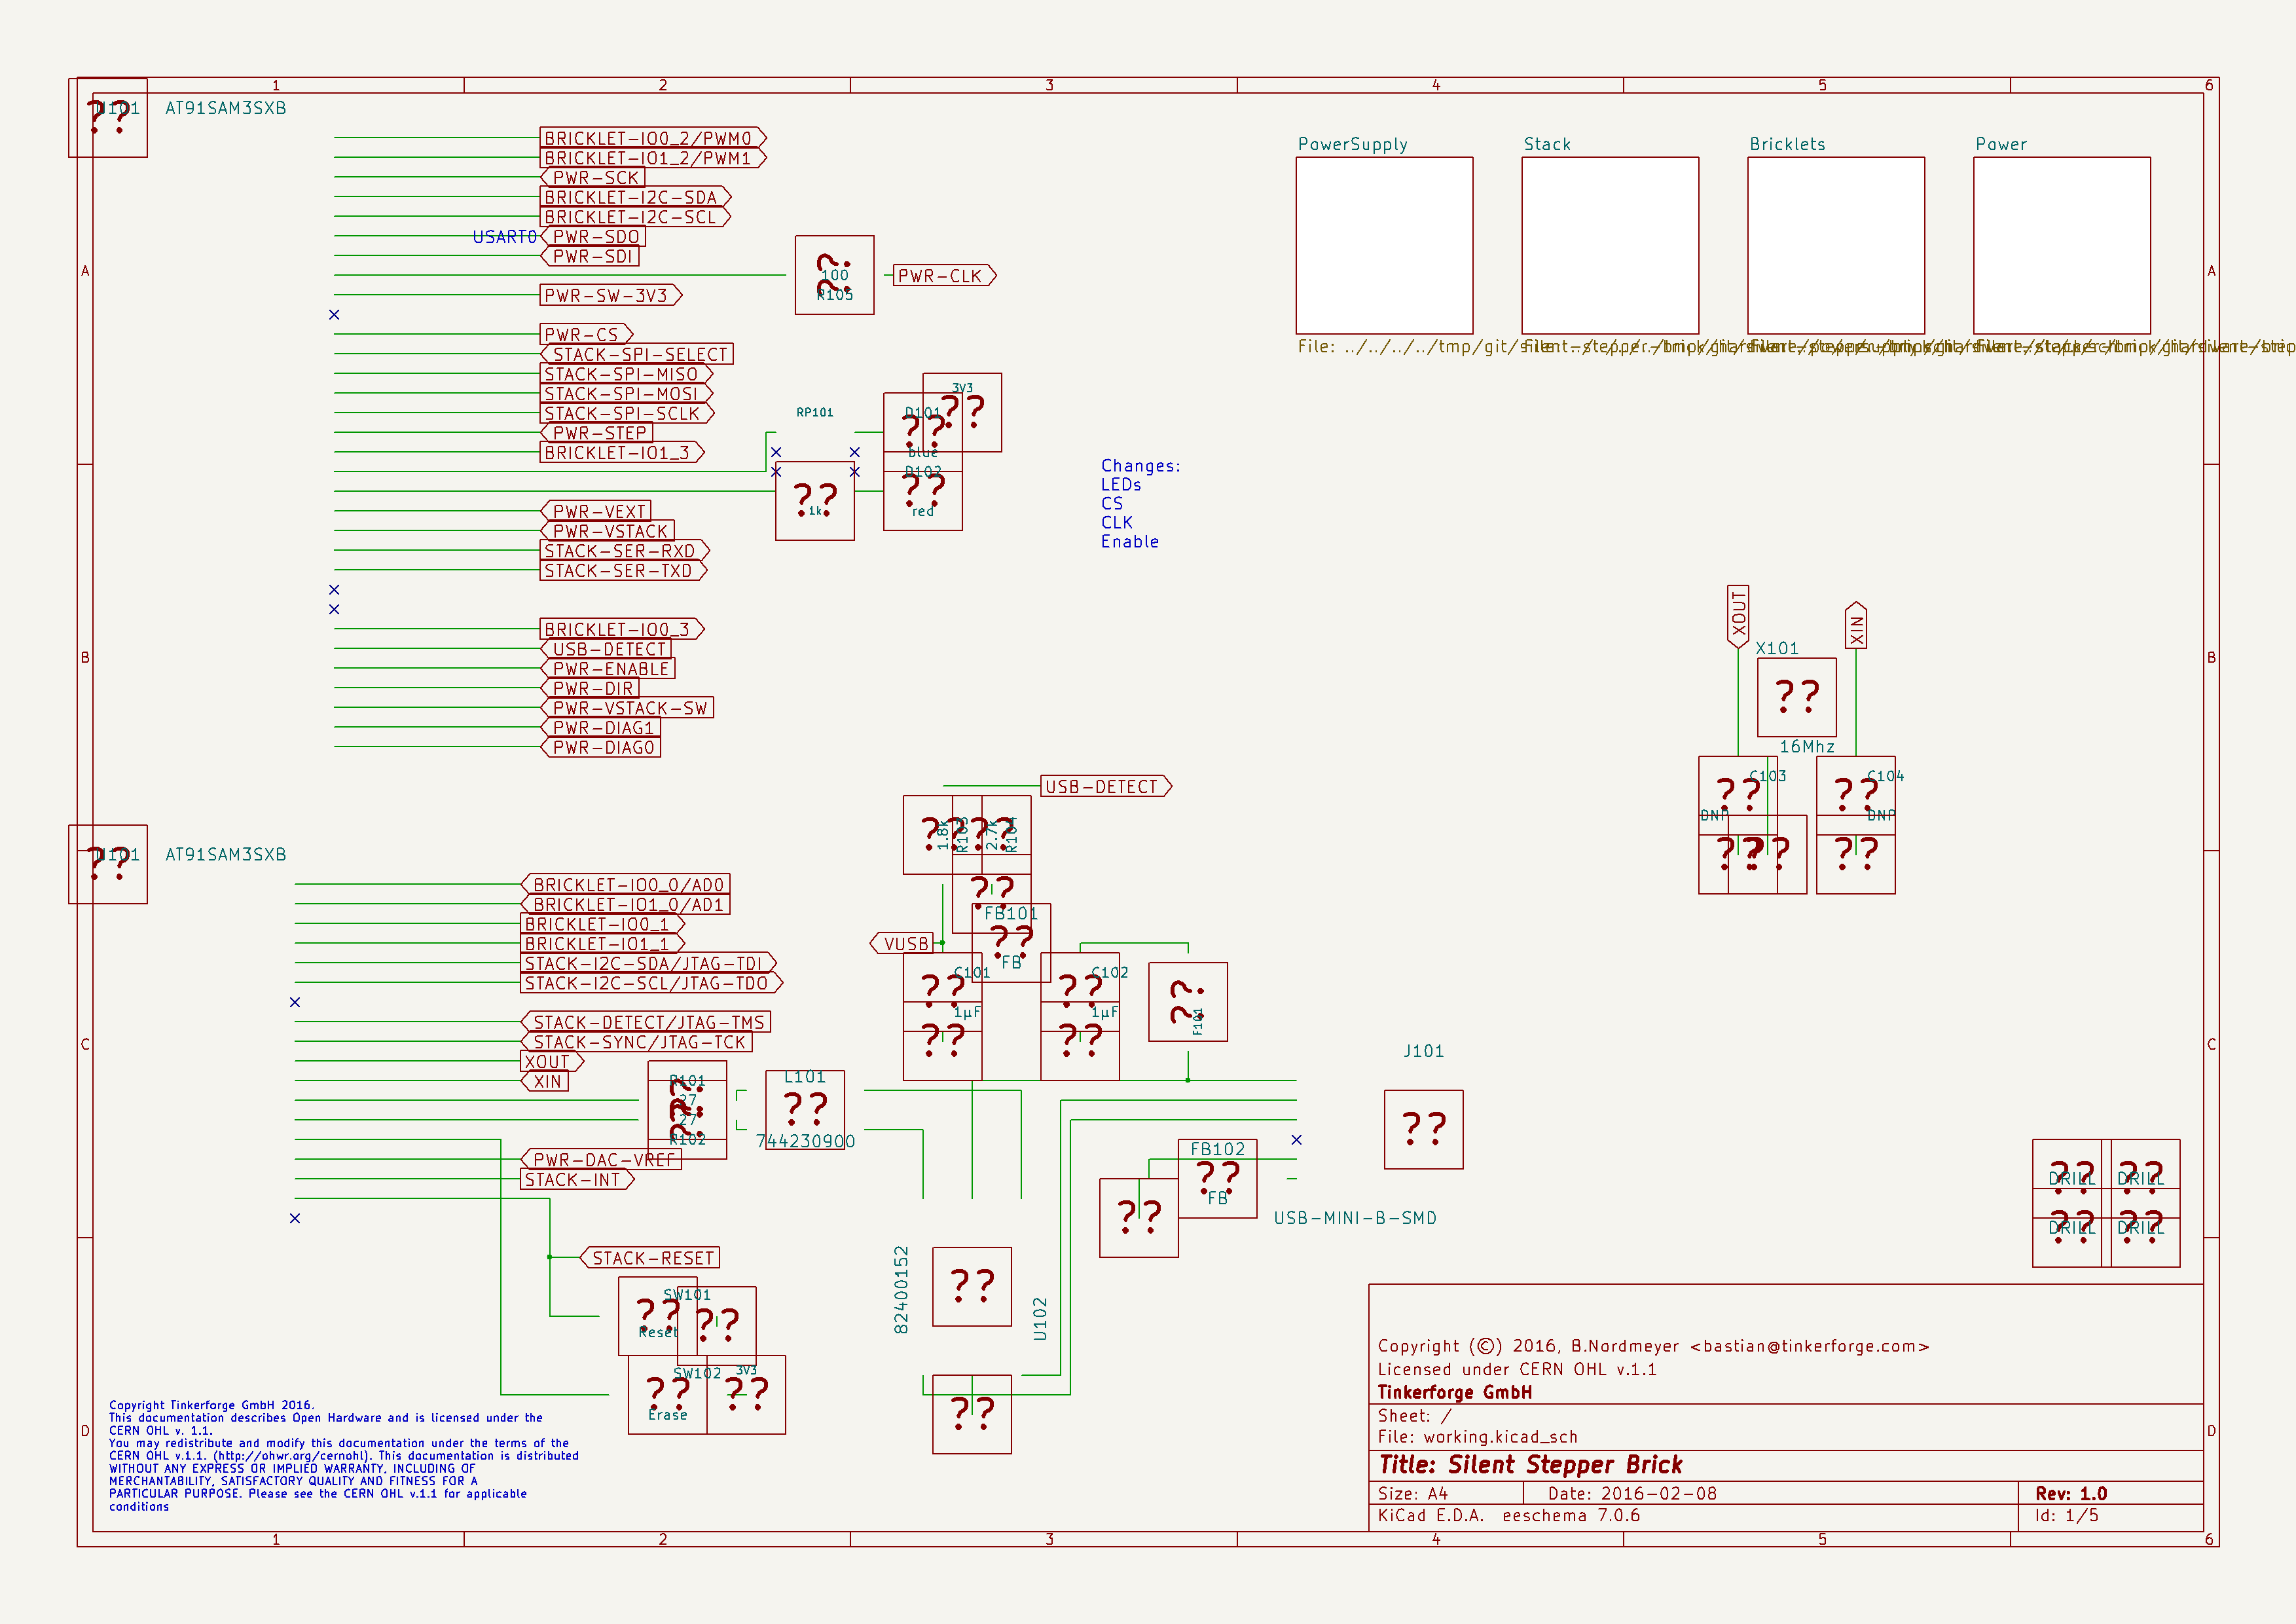 1 2 3 4 5 6
A
B
C
D
U101 AT91SAM3SXB
??
BRICKLET-IO0_2/PWM0
BRICKLET-IO1_2/PWM1
PWR-SCK
BRICKLET-I2C-SDA
BRICKLET-I2C-SCL
USART0 PWR-SDO
PWR-SDI
PWR-SW-3V3
PWR-CS
STACK-SPI-SELECT
STACK-SPI-MISO
STACK-SPI-MOSI
STACK-SPI-SCLK
PWR-STEP
BRICKLET-IO1_3
PWR-VEXT
PWR-VSTACK
STACK-SER-RXD
STACK-SER-TXD
BRICKLET-IO0_3
USB-DETECT
PWR-ENABLE
PWR-DIR
PWR-VSTACK-SW
PWR-DIAG1
PWR-DIAG0
??
100
R105
PWR-CLK
RP101
??
1k
3V3
??
D101
??
blue
D102
??
red
Changes:
LEDs
CS
CLK
Enable
PowerSupply
Stack
Bricklets
Power
File: ../../../../tmp/git/
XOUT
XIN
X101
??
16Mhz
C103
??
DNP
??
??
C104
??
DNP
??
U101 AT91SAM3SXB
??
BRICKLET-IO0_0/AD0
BRICKLET-IO1_0/AD1
BRICKLET-IO0_1
BRICKLET-IO1_1
STACK-I2C-SDA/JTAG-TDI
STACK-I2C-SCL/JTAG-TDO
STACK-DETECT/JTAG-TMS
STACK-SYNC/JTAG-TCK
XOUT
XIN
PWR-DAC-VREF
STACK-INT
STACK-RESET
R101
27
27
R102
L101
??
744230900
USB-DETECT
1.8k
R103
2.7k
R104
??
FB101
??
FB
VUSB
C101
??
1µF
??
C102
??
1µF
??
??
F101
J101
??
USB-MINI-B-SMD
FB102
??
FB
??
82400152
??
U102
??
SW101
??
Reset
??
SW102
??
Erase
3V3
??
DRILL
DRILL
DRILL
DRILL
Copyright Tinkerforge GmbH 2016.
This documentation describes Open Hardware and is licensed under the
CERN OHL v. 1.1.
You may redistribute and modify this documentation under the terms of the
CERN OHL v.1.1. (http://ohwr.org/cernohl). This documentation is distributed
WITHOUT ANY EXPRESS OR IMPLIED WARRANTY, INCLUDING OF
MERCHANTABILITY, SATISFACTORY QUALITY AND FITNESS FOR A
PARTICULAR PURPOSE. Please see the CERN OHL v.1.1 for applicable
conditions
Copyright (©) 2016, B.Nordmeyer <bastian@tinkerforge.com>
Licensed under CERN OHL v.1.1
Tinkerforge GmbH
Sheet: /
File: working.kicad_sch
Title: Silent Stepper Brick
Size: A4 Date: 2016-02-08 Rev: 1.0
KiCad E.D.A. eeschema 7.0.6 Id: 1/5
A
B
C
D
1 2 3 4 5 6